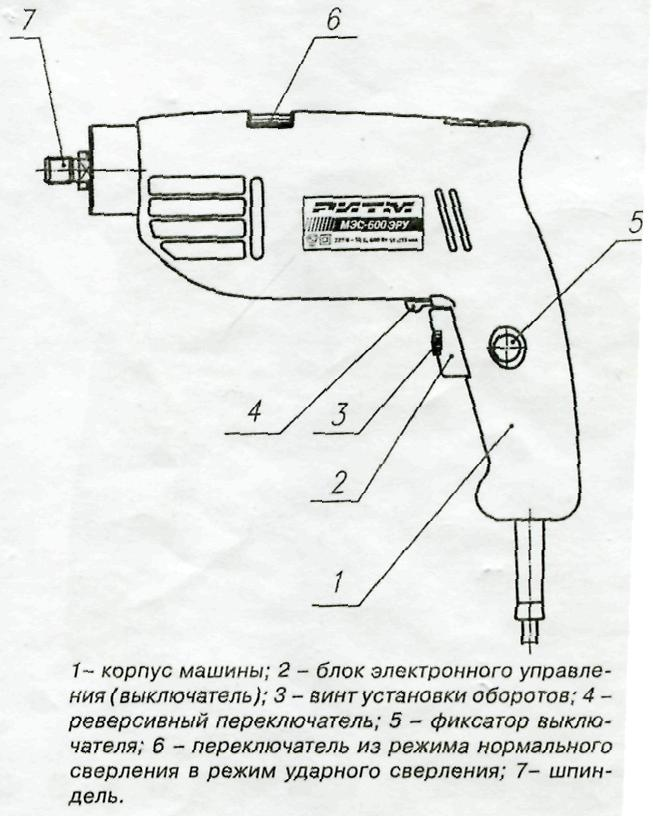 7
6
РИТМ
МЭС-600 ЭРУ
5
4
3
2
1
1– корпус машины; 2 – блок электронного управле-
ния (выключатель); 3 – винт установки оборотов; 4 –
реверсивный переключатель; 5 – фиксатор выклю-
чателя; 6 – переключатель из режима нормального
сверления в режим ударного сверления; 7– шпин-
дель.